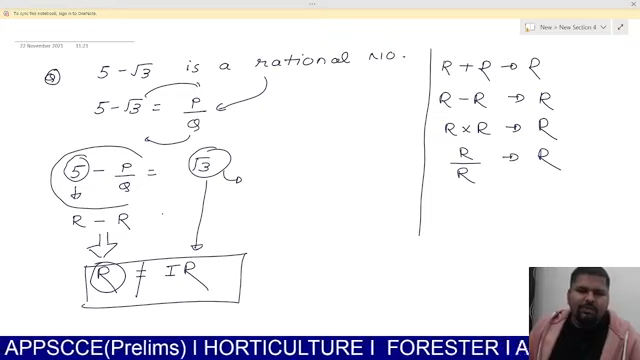 To sync this notebook, sign in to OneNote.
New > New Section 4
22 November 2021 11:21
Q 5 - √3 is a rational NO.
5 - √3 = P/Q
5 - P/Q = √3
R - R
R ≠ IR
R + R → R
R - R → R
R × R → R
R/R → R
APPSCCE(Prelims) I HORTICULTURE I FORESTER I A